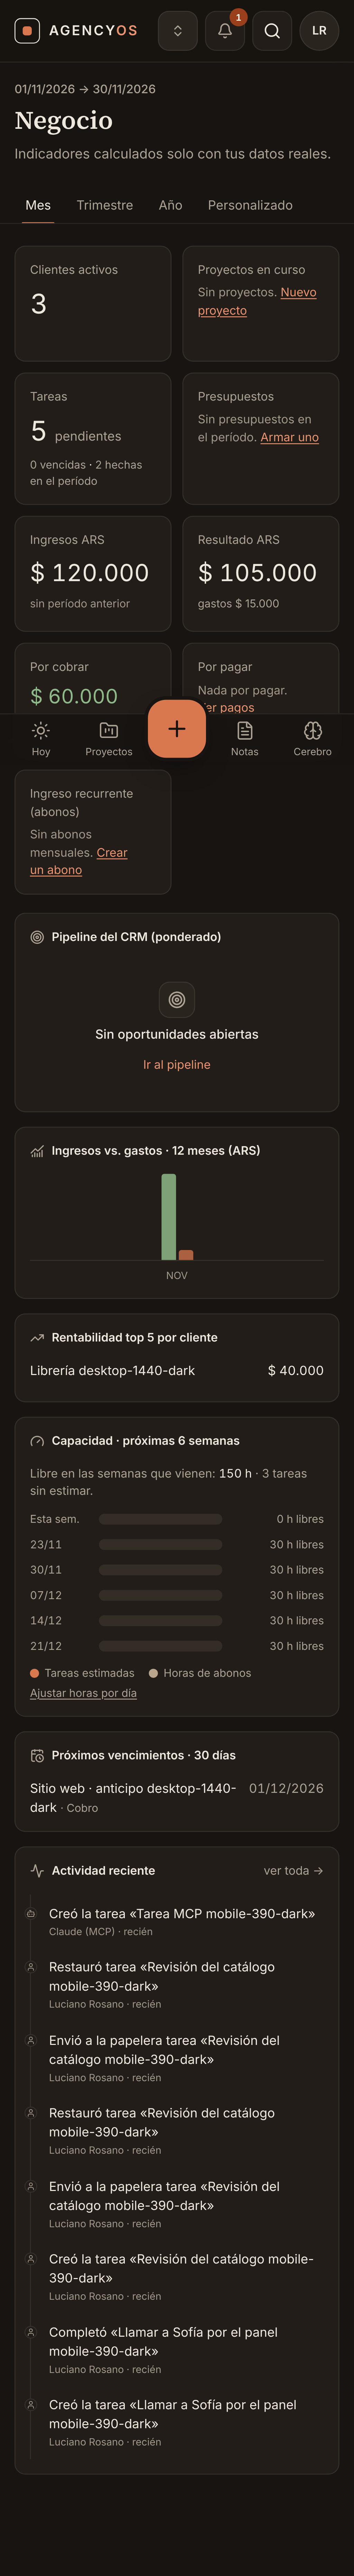 AGENCYOS
1
LR
01/11/2026 → 30/11/2026
Negocio
Indicadores calculados solo con tus datos reales.
Mes
Trimestre
Año
Personalizado
Clientes activos
3
Proyectos en curso
Sin proyectos. Nuevo
proyecto
Tareas
5 pendientes
0 vencidas · 2 hechas
en el período
Presupuestos
Sin presupuestos en
el período. Armar uno
Ingresos ARS
$ 120.000
sin período anterior
Resultado ARS
$ 105.000
gastos $ 15.000
Por cobrar
$ 60.000
Por pagar
Nada por pagar.
er pagos
Hoy
Proyectos
Notas
Cerebro
Ingreso recurrente
(abonos)
Sin abonos
mensuales. Crear
un abono
Pipeline del CRM (ponderado)
Sin oportunidades abiertas
Ir al pipeline
Ingresos vs. gastos · 12 meses (ARS)
NOV
Rentabilidad top 5 por cliente
Librería desktop-1440-dark $ 40.000
Capacidad · próximas 6 semanas
Libre en las semanas que vienen: 150 h · 3 tareas
sin estimar.
Esta sem. 0 h libres
23/11 30 h libres
30/11 30 h libres
07/12 30 h libres
14/12 30 h libres
21/12 30 h libres
Tareas estimadas Horas de abonos
Ajustar horas por día
Próximos vencimientos · 30 días
Sitio web · anticipo desktop-1440- 01/12/2026
dark · Cobro
Actividad reciente ver toda →
Creó la tarea «Tarea MCP mobile-390-dark»
Claude (MCP) · recién
Restauró tarea «Revisión del catálogo
mobile-390-dark»
Luciano Rosano · recién
Envió a la papelera tarea «Revisión del
catálogo mobile-390-dark»
Luciano Rosano · recién
Restauró tarea «Revisión del catálogo
mobile-390-dark»
Luciano Rosano · recién
Envió a la papelera tarea «Revisión del
catálogo mobile-390-dark»
Luciano Rosano · recién
Creó la tarea «Revisión del catálogo mobile-
390-dark»
Luciano Rosano · recién
Completó «Llamar a Sofía por el panel
mobile-390-dark»
Luciano Rosano · recién
Creó la tarea «Llamar a Sofía por el panel
mobile-390-dark»
Luciano Rosano · recién